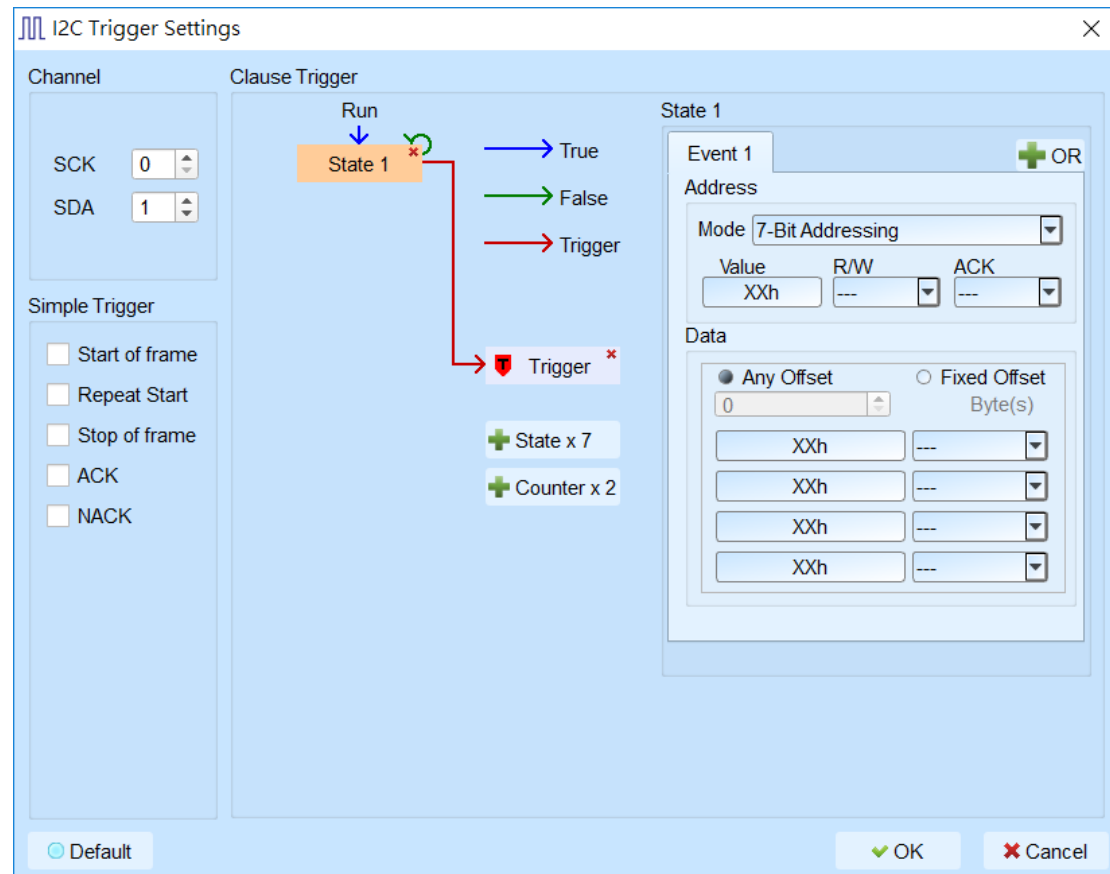 I2C Trigger Settings
Channel
SCK 0
SDA 1
Simple Trigger
Start of frame
Repeat Start
Stop of frame
ACK
NACK
Clause Trigger
Run
State 1
True
False
Trigger
T Trigger
State x 7
Counter x 2
State 1
Event 1
OR
Address
Mode 7-Bit Addressing
Value R/W ACK
XXh --- ---
Data
Any Offset Fixed Offset
0 Byte(s)
XXh ---
XXh ---
XXh ---
XXh ---
Default
OK
Cancel